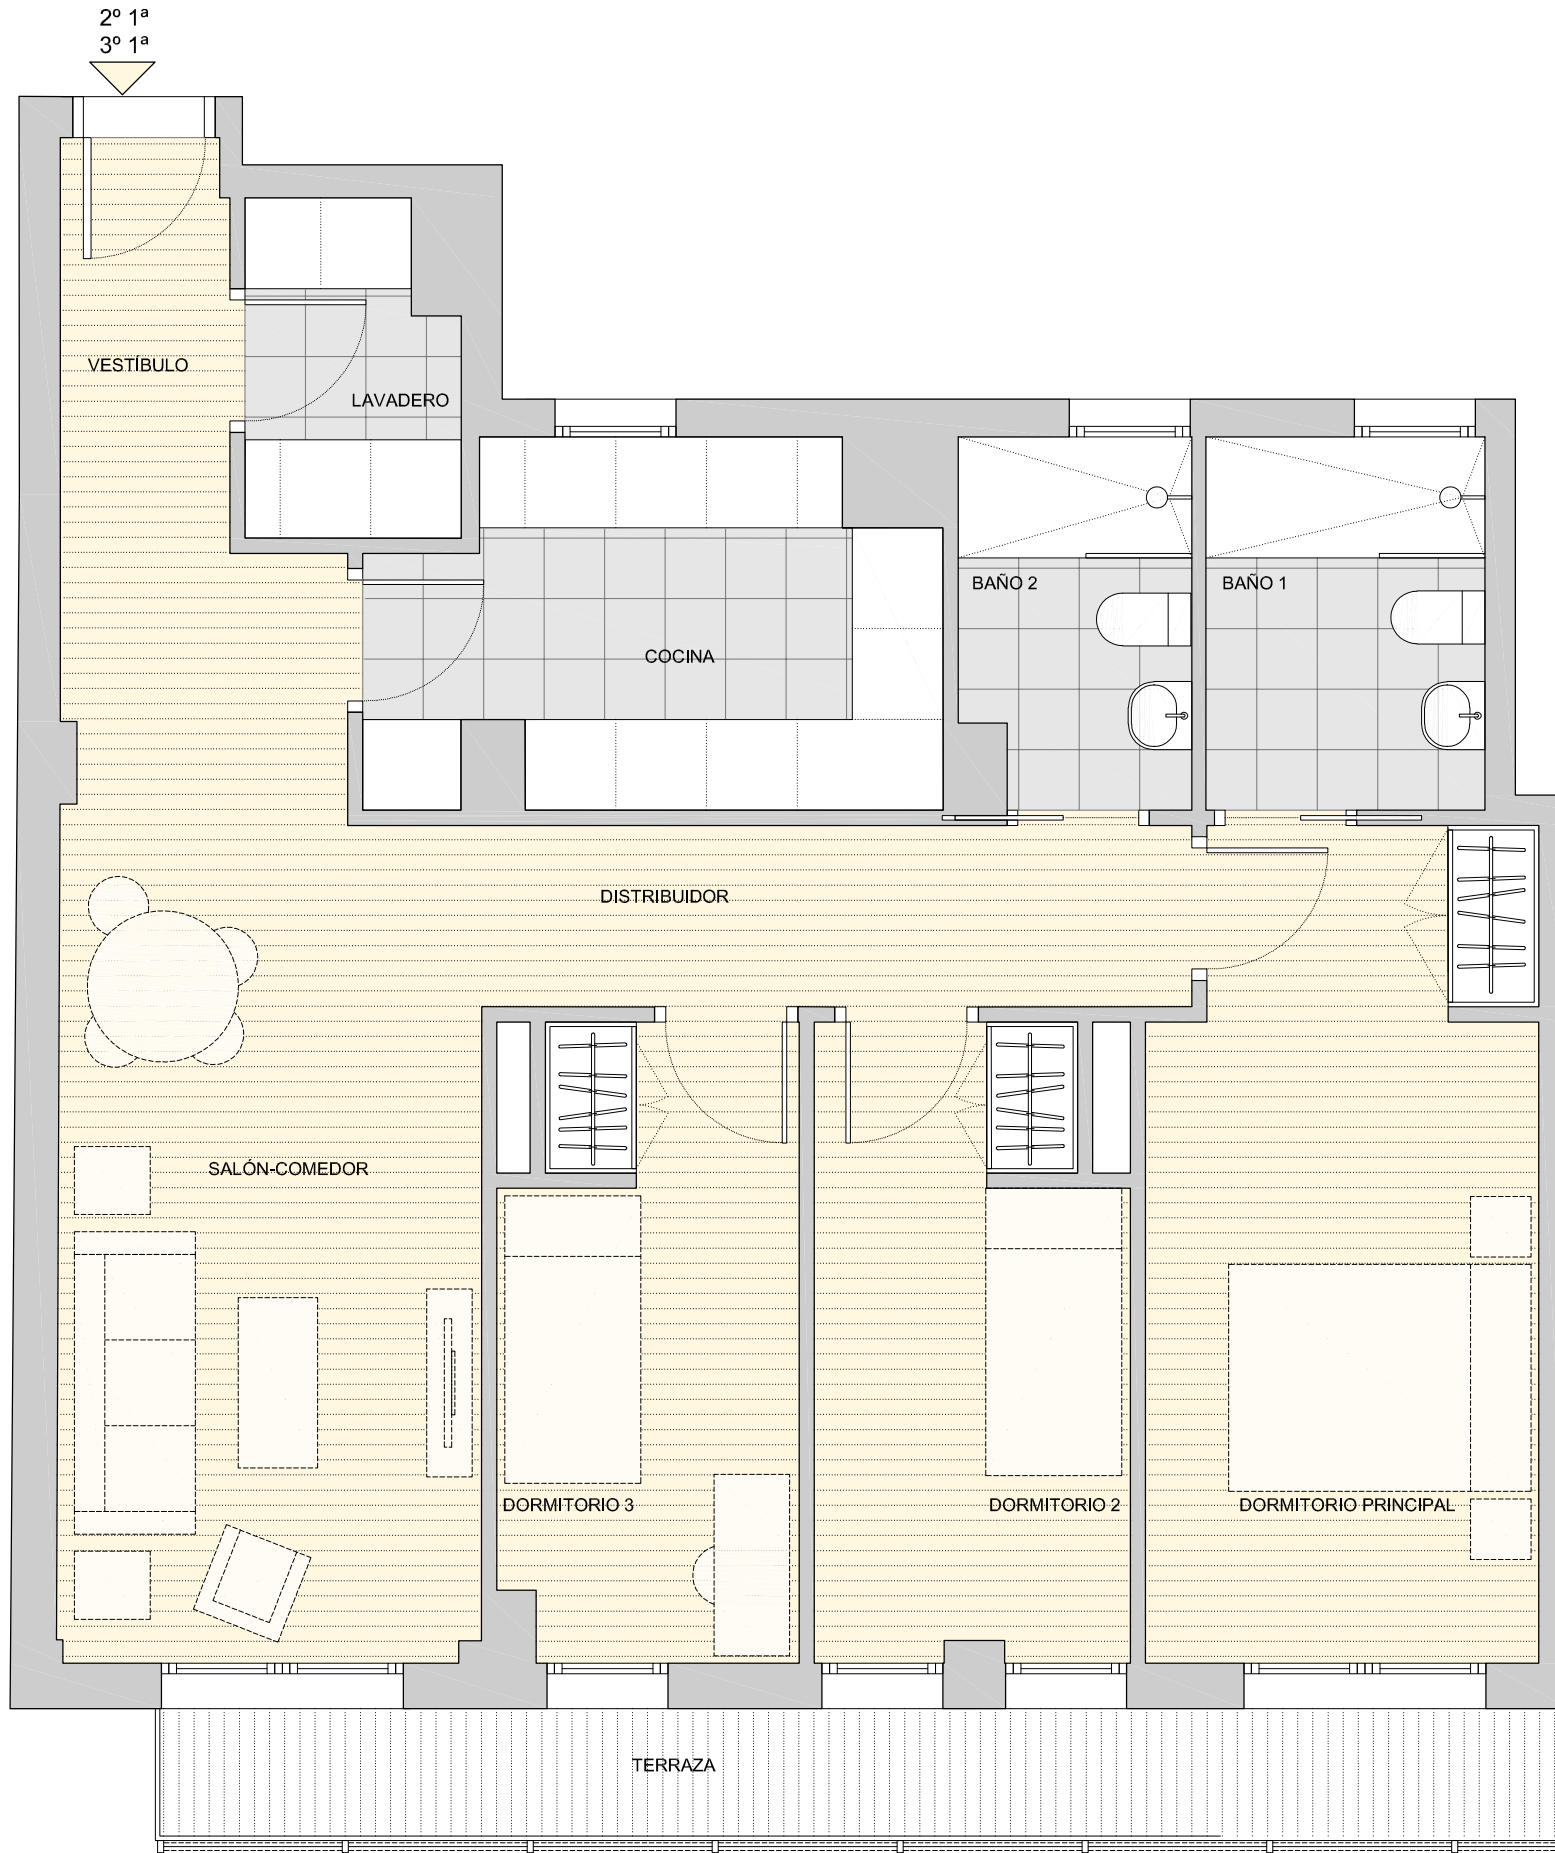 2º 1ª
3º 1ª
VESTÍBULO
LAVADERO
COCINA
BAÑO 2
BAÑO 1
DISTRIBUIDOR
SALÓN-COMEDOR
DORMITORIO 3
DORMITORIO 2
DORMITORIO PRINCIPAL
TERRAZA